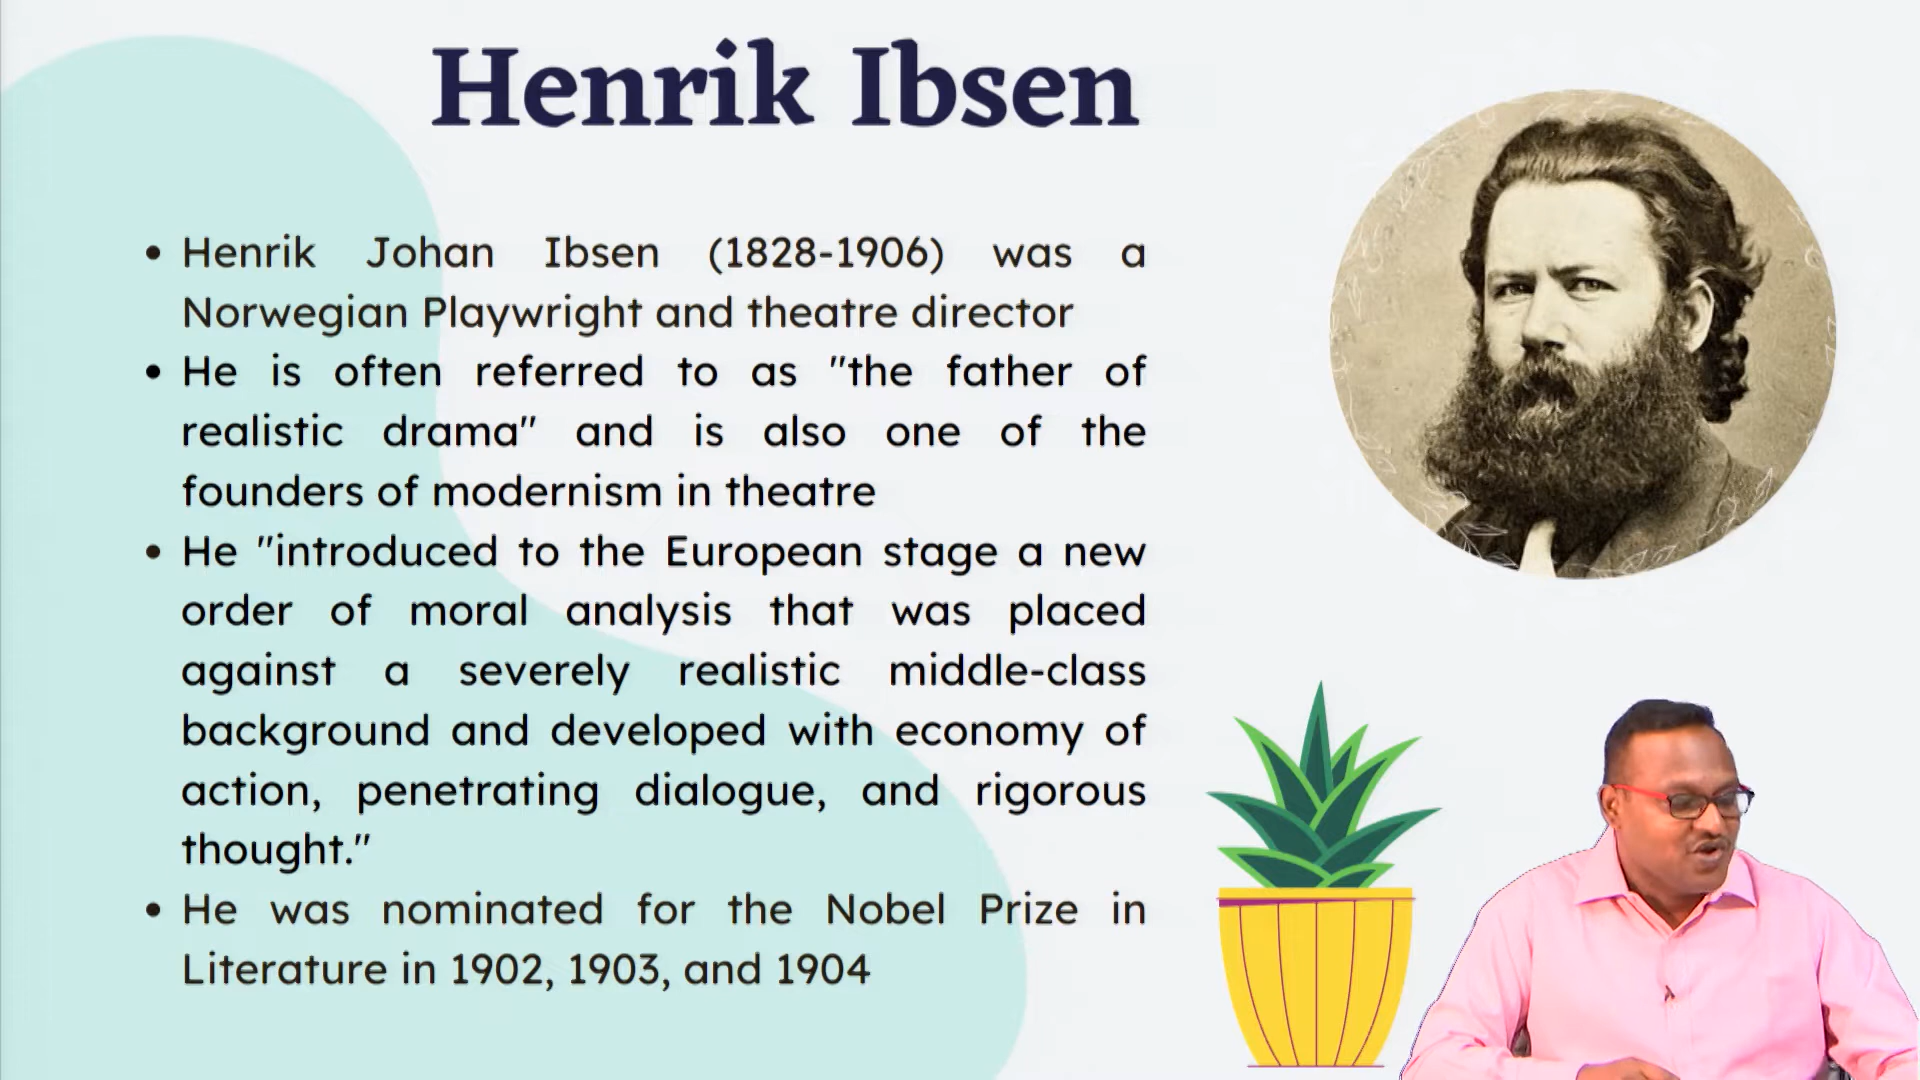 Henrik Ibsen
• Henrik Johan Ibsen (1828-1906) was a
Norwegian Playwright and theatre director
• He is often referred to as "the father of
realistic drama" and is also one of the
founders of modernism in theatre
• He "introduced to the European stage a new
order of moral analysis that was placed
against a severely realistic middle-class
background and developed with economy of
action, penetrating dialogue, and rigorous
thought."
• He was nominated for the Nobel Prize in
Literature in 1902, 1903, and 1904